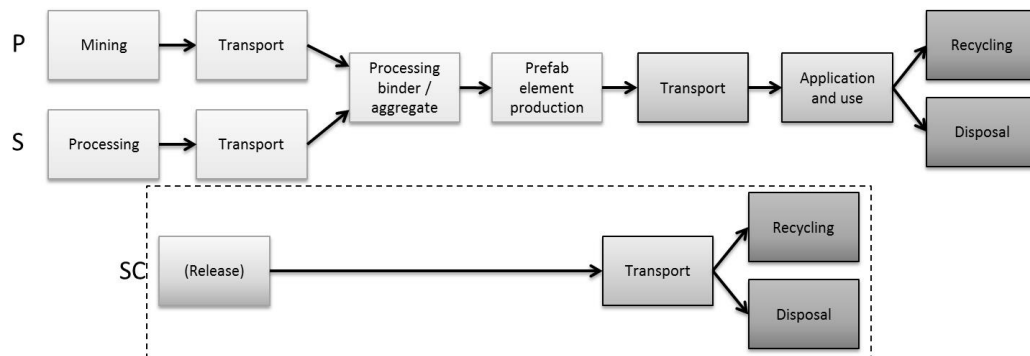 P
Mining
Transport
Processing
binder /
aggregate
Prefab
element
production
Transport
Application
and use
Recycling
Disposal
S
Processing
Transport
SC
(Release)
Transport
Recycling
Disposal